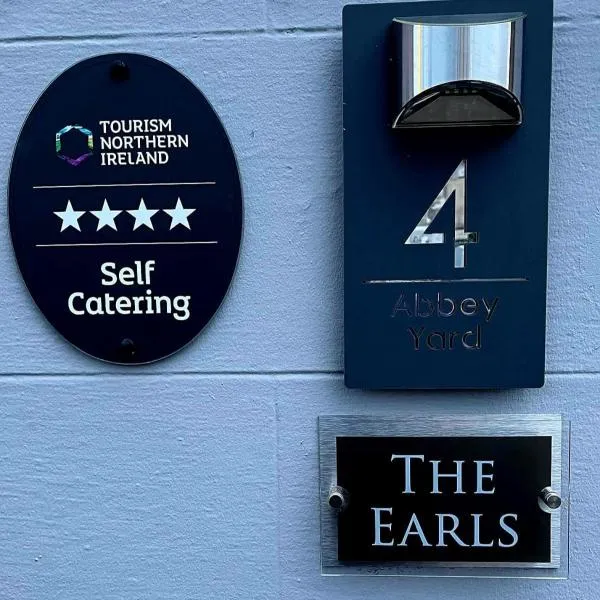 TOURISM
NORTHERN
IRELAND
Self
Catering
4
Abbey
Yard
THE
EARLS